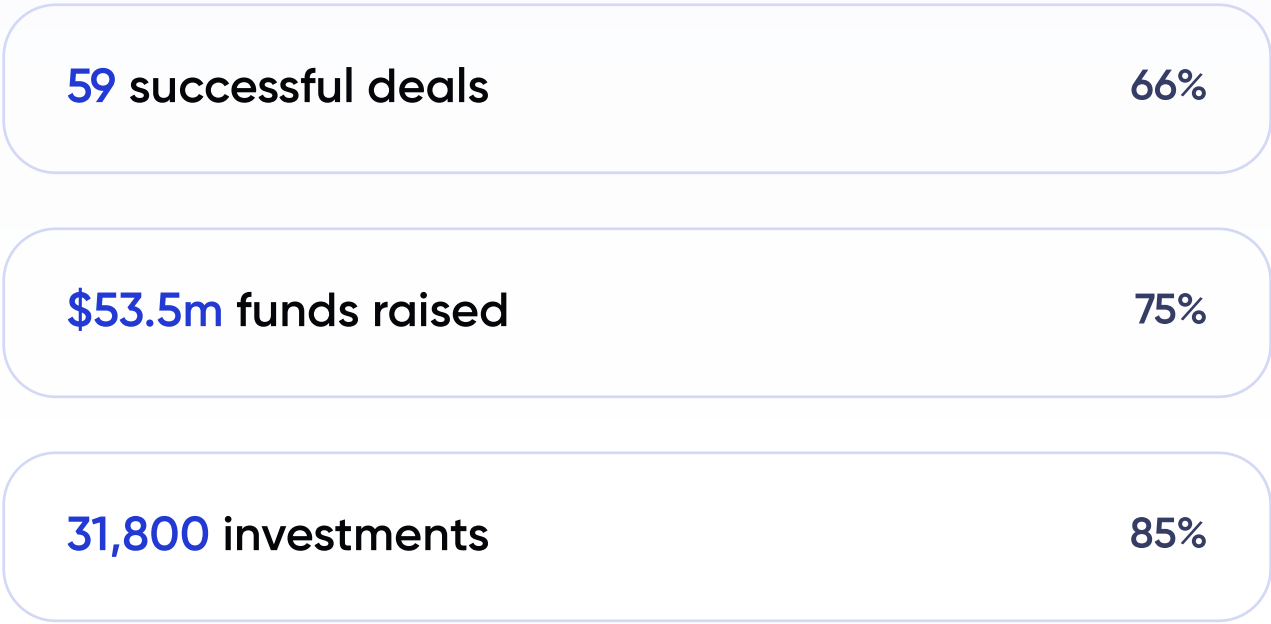 59 successful deals 66%
$53.5m funds raised 75%
31,800 investments 85%